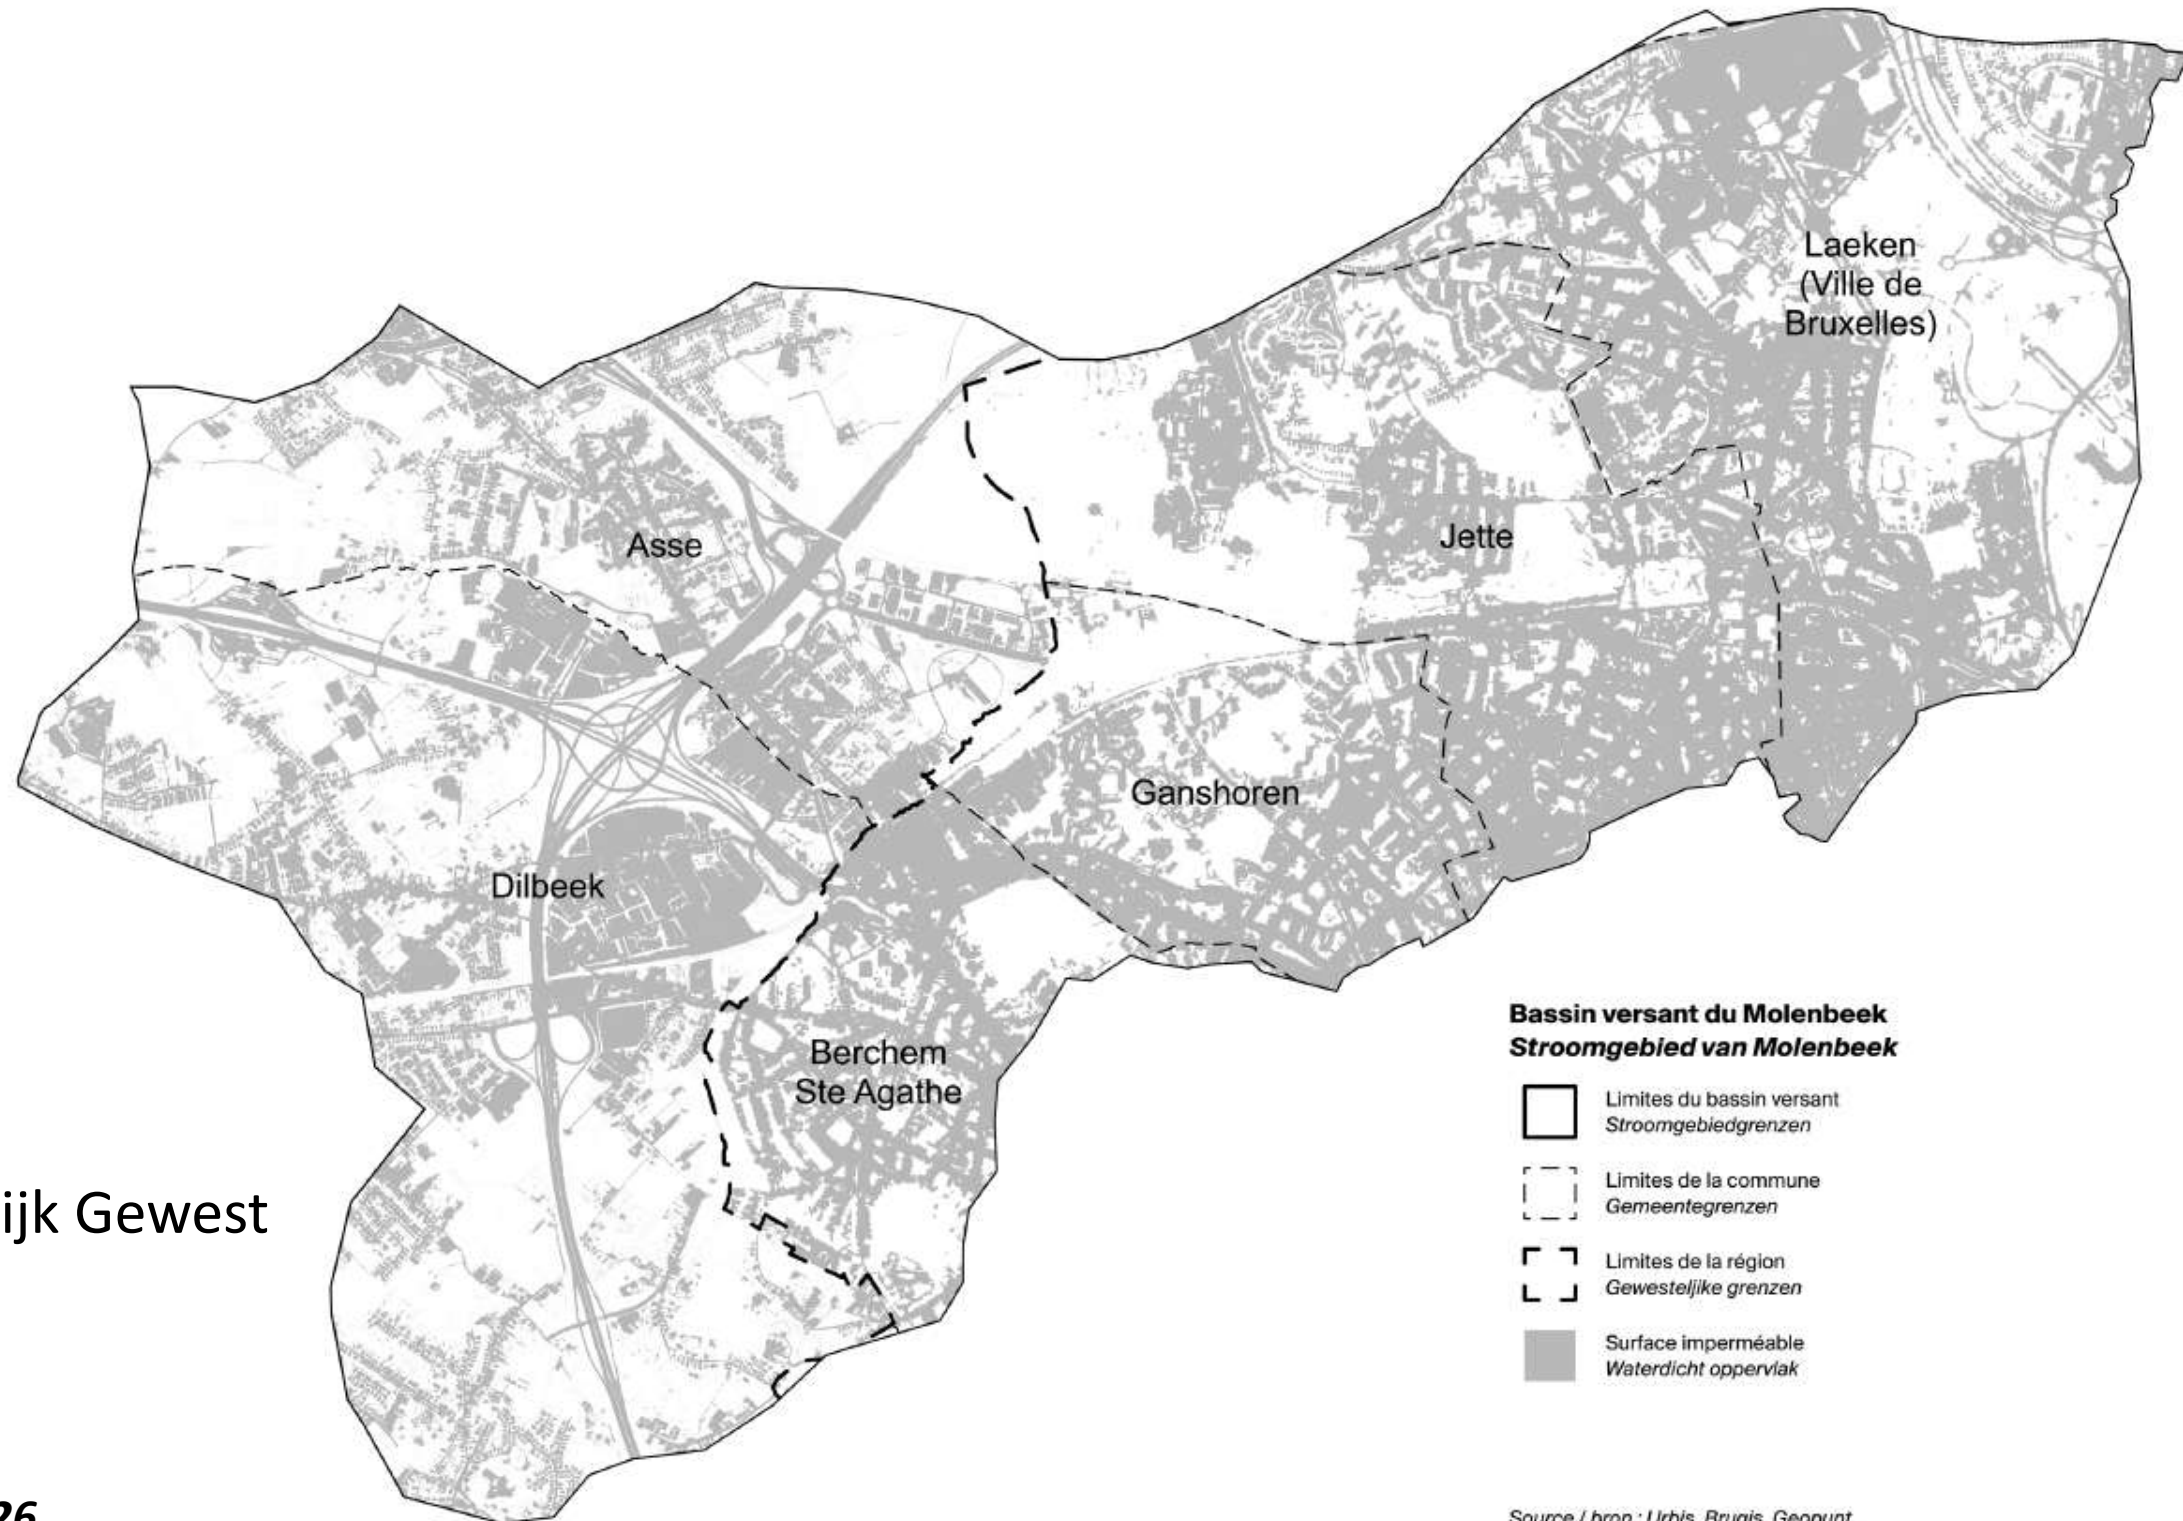 Laeken
(Ville de
Bruxelles)
Asse
Jette
Ganshoren
Dilbeek
Berchem
Ste Agathe
Bassin versant du Molenbeek
Stroomgebied van Molenbeek
Limites du bassin versant
Stroomgebiedgrenzen
Limites de la commune
Gemeentegrenzen
Limites de la région
Gewesteljike grenzen
Surface imperméable
Waterdicht oppervlak
ijk Gewest
26
Source / bron : Urbis, Brugis, Geopunt